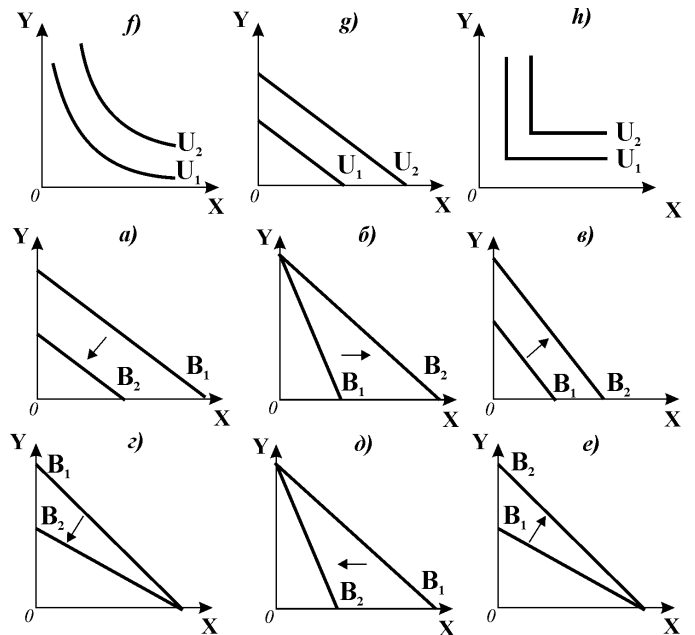 Y f) U₂ U₁ 0 X
Y g) U₁ U₂ 0 X
Y h) U₂ U₁ 0 X
Y а) B₂ B₁ 0 X
Y б) B₁ B₂ 0 X
Y в) B₁ B₂ 0 X
Y г) B₁ B₂ 0 X
Y д) B₂ B₁ 0 X
Y е) B₂ B₁ 0 X